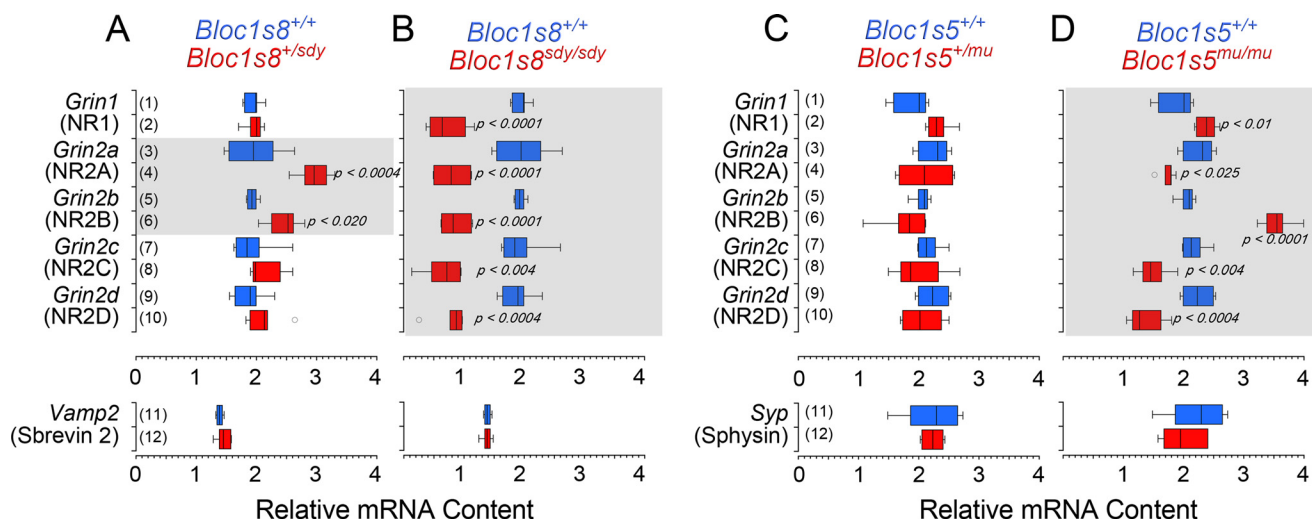 A
Bloc1s8+/+
Bloc1s8+/sdy
B
Bloc1s8+/+
Bloc1s8sdy/sdy
C
Bloc1s5+/+
Bloc1s5+/mu
D
Bloc1s5+/+
Bloc1s5mu/mu
Grin1 (1)
(NR1) (2)
Grin2a (3)
(NR2A) (4)
Grin2b (5)
(NR2B) (6)
Grin2c (7)
(NR2C) (8)
Grin2d (9)
(NR2D) (10)
p < 0.0004
p < 0.020
p < 0.0001
p < 0.0001
p < 0.0001
p < 0.004
p < 0.0004
0 1 2 3 4
1 2 3 4
Vamp2 (11)
(Sbrevin 2) (12)
0 1 2 3 4
1 2 3 4
Relative mRNA Content
Grin1 (1)
(NR1) (2)
Grin2a (3)
(NR2A) (4)
Grin2b (5)
(NR2B) (6)
Grin2c (7)
(NR2C) (8)
Grin2d (9)
(NR2D) (10)
p < 0.01
p < 0.025
p < 0.0001
p < 0.004
p < 0.0004
0 1 2 3 4
1 2 3 4
Syp (11)
(Sphysin) (12)
0 1 2 3 4
1 2 3 4
Relative mRNA Content